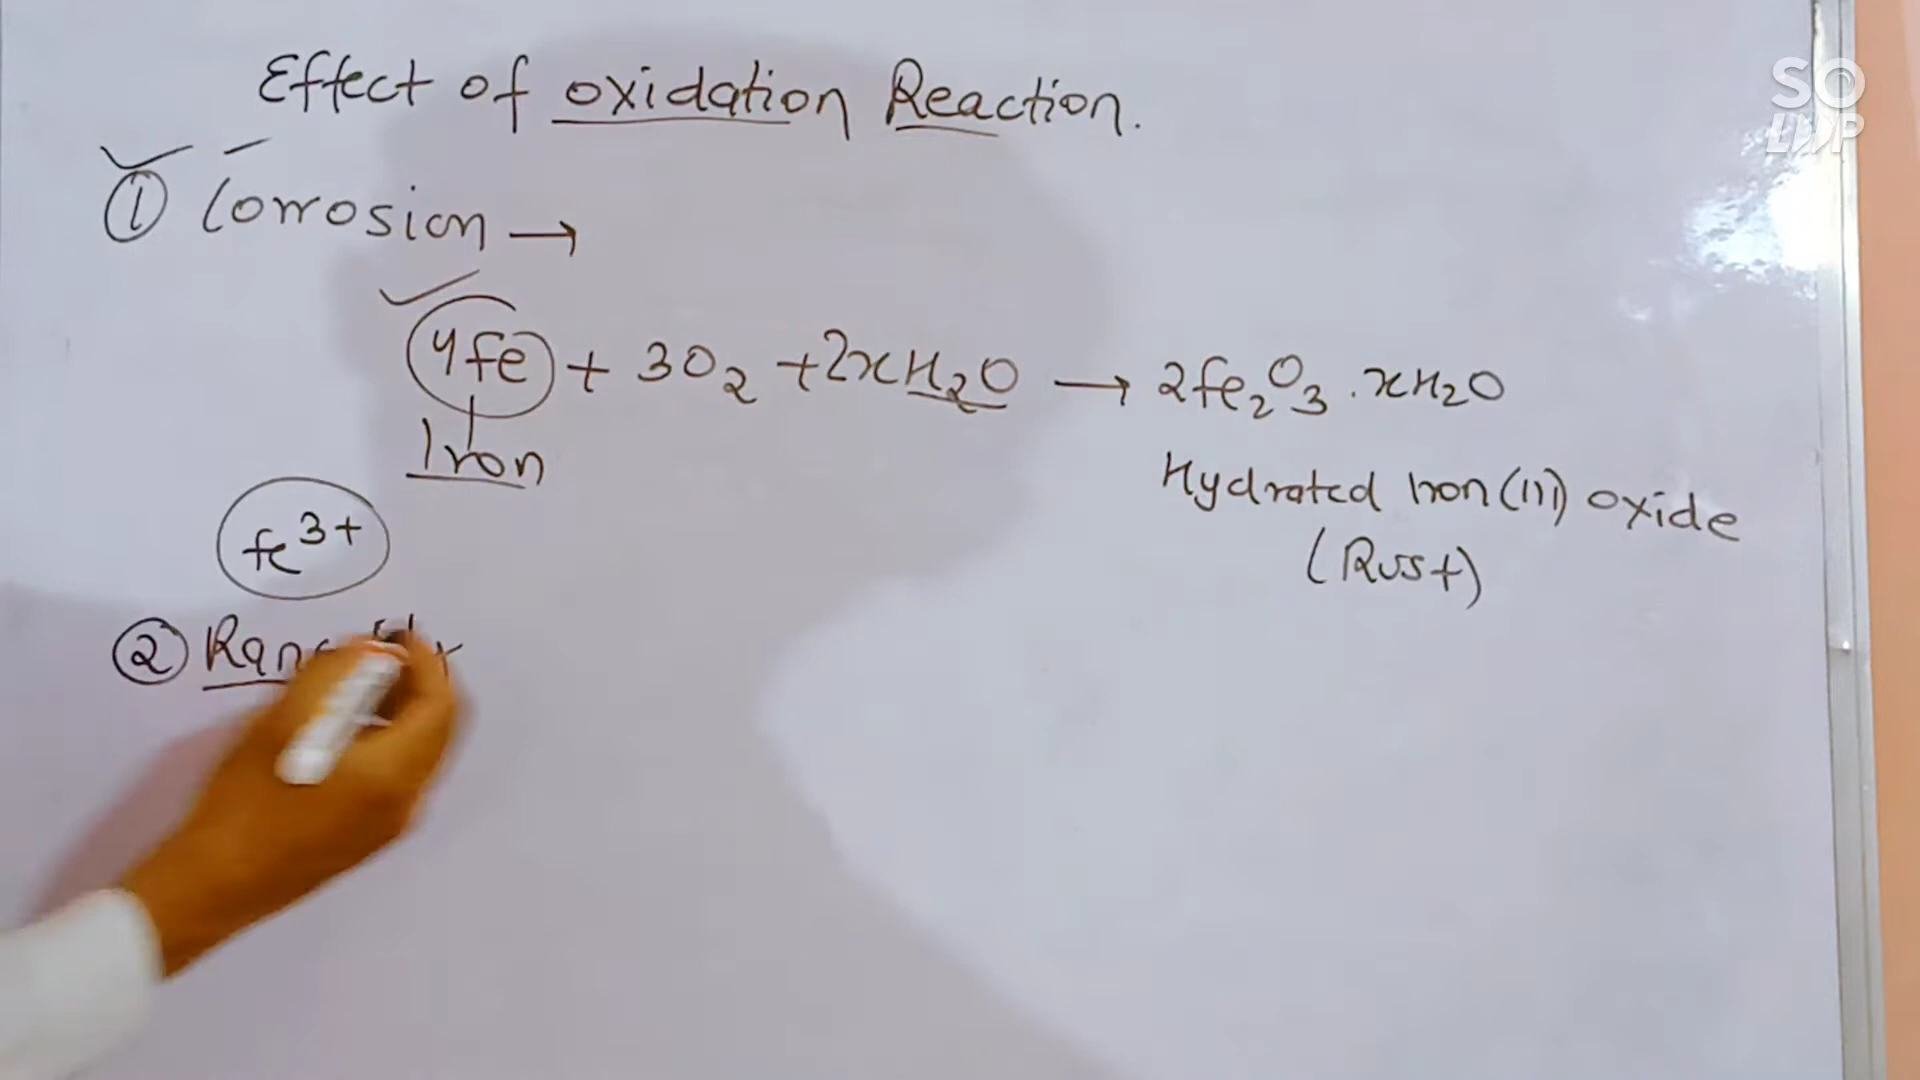 Effect of oxidation Reaction.
① Corrosion →
4fe + 3O₂ + 2xH₂O → 2fe₂O₃.xH₂O
Iron
Hydrated Iron (III) oxide
(Rust)
fe³⁺
②
SO
LMP